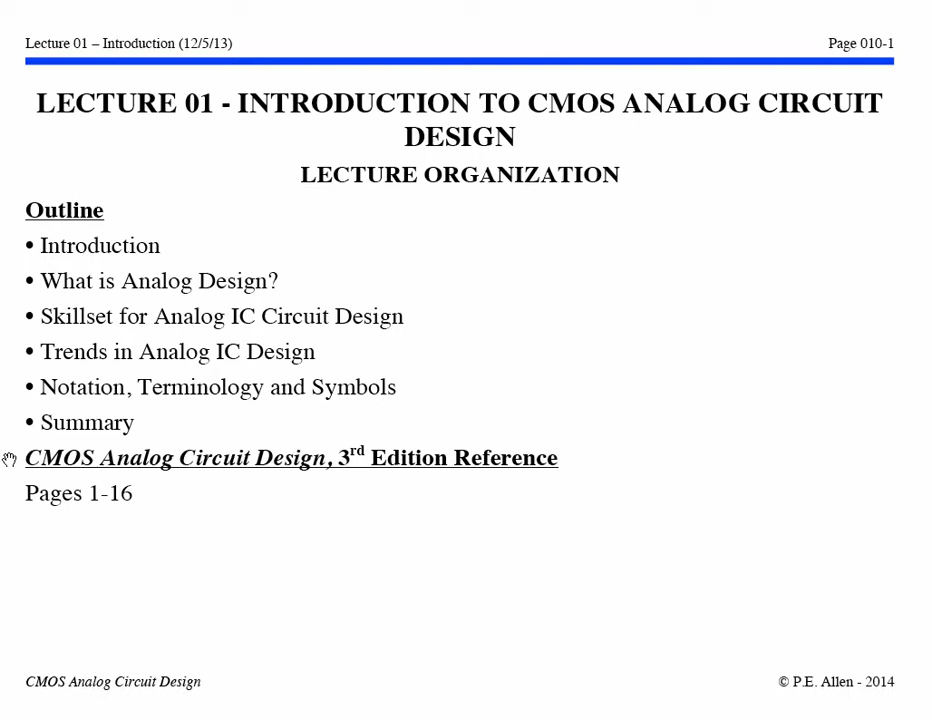 Lecture 01 – Introduction (12/5/13) Page 010-1
LECTURE 01 - INTRODUCTION TO CMOS ANALOG CIRCUIT
DESIGN
LECTURE ORGANIZATION
Outline
• Introduction
• What is Analog Design?
• Skillset for Analog IC Circuit Design
• Trends in Analog IC Design
• Notation, Terminology and Symbols
• Summary
CMOS Analog Circuit Design, 3rd Edition Reference
Pages 1-16
CMOS Analog Circuit Design © P.E. Allen - 2014